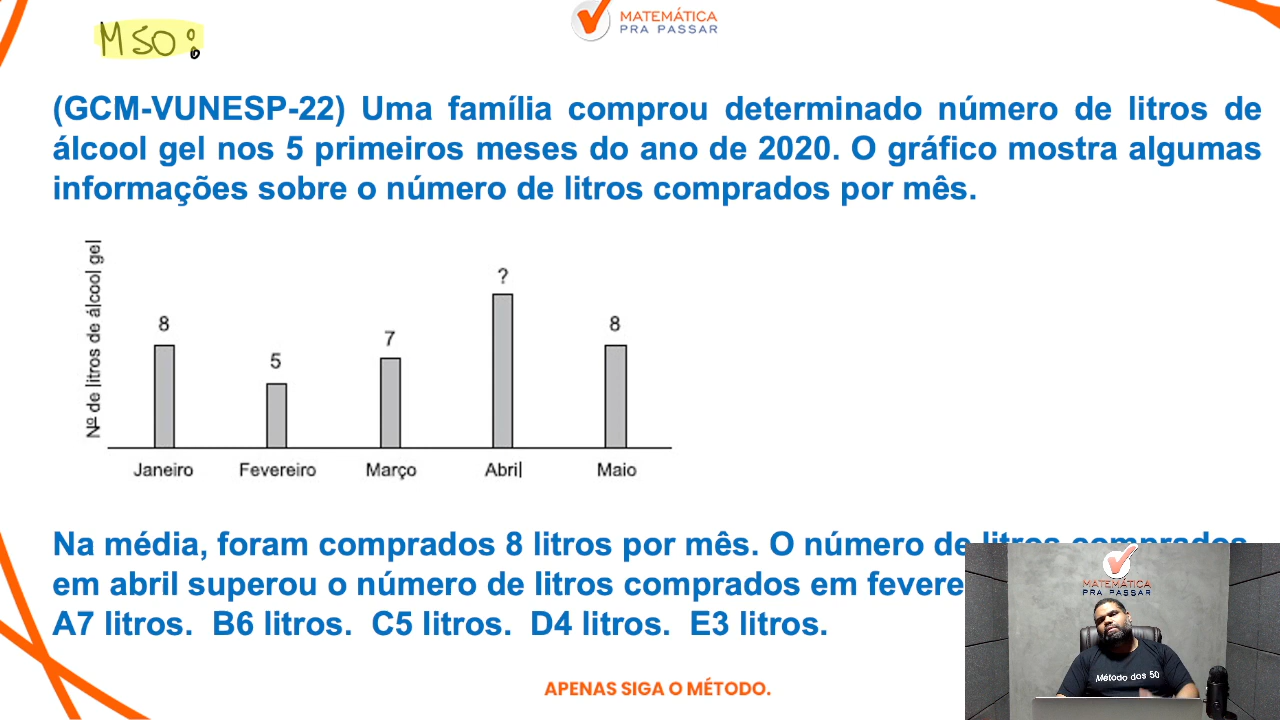 M50:
MATEMÁTICA
PRA PASSAR
(GCM-VUNESP-22) Uma família comprou determinado número de litros de
álcool gel nos 5 primeiros meses do ano de 2020. O gráfico mostra algumas
informações sobre o número de litros comprados por mês.
Nº de litros de álcool gel
?
8
8
7
5
Janeiro Fevereiro Março Abril Maio
Na média, foram comprados 8 litros por mês. O número de litros comprados
em abril superou o número de litros comprados em fevere
A7 litros. B6 litros. C5 litros. D4 litros. E3 litros.
MATEMÁTICA
PRA PASSAR
Método dos 50
APENAS SIGA O MÉTODO.